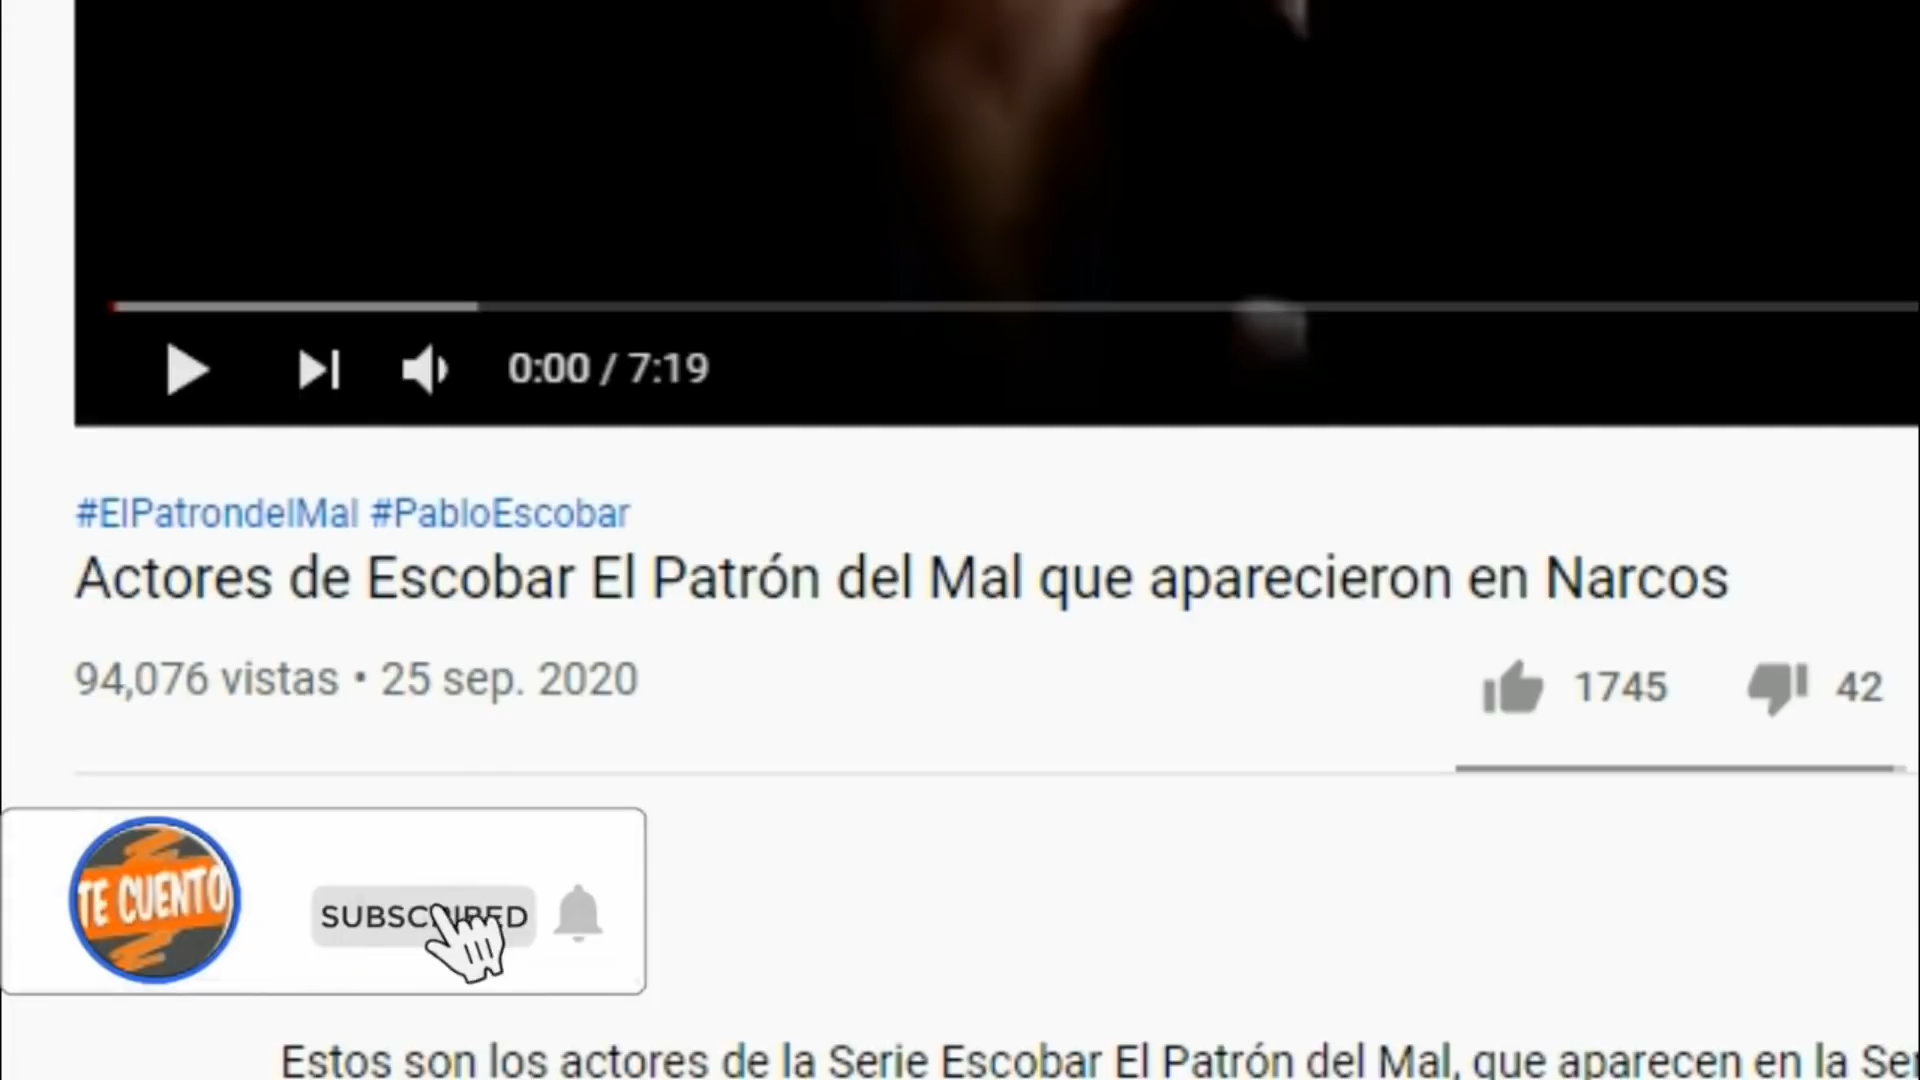 0:00 / 7:19
#ElPatrondelMal #PabloEscobar
Actores de Escobar El Patrón del Mal que aparecieron en Narcos
94,076 vistas • 25 sep. 2020
1745
42
TE CUENTO
SUBSCRIBED
Estos son los actores de la Serie Escobar El Patrón del Mal, que aparecen en la Ser